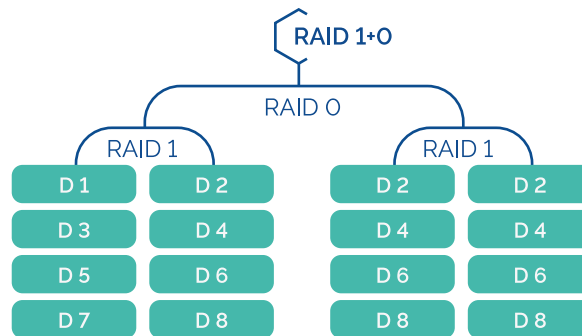 RAID 1+0
RAID 0
RAID 1 RAID 1
D 1 D 2 D 2 D 2
D 3 D 4 D 4 D 4
D 5 D 6 D 6 D 6
D 7 D 8 D 8 D 8